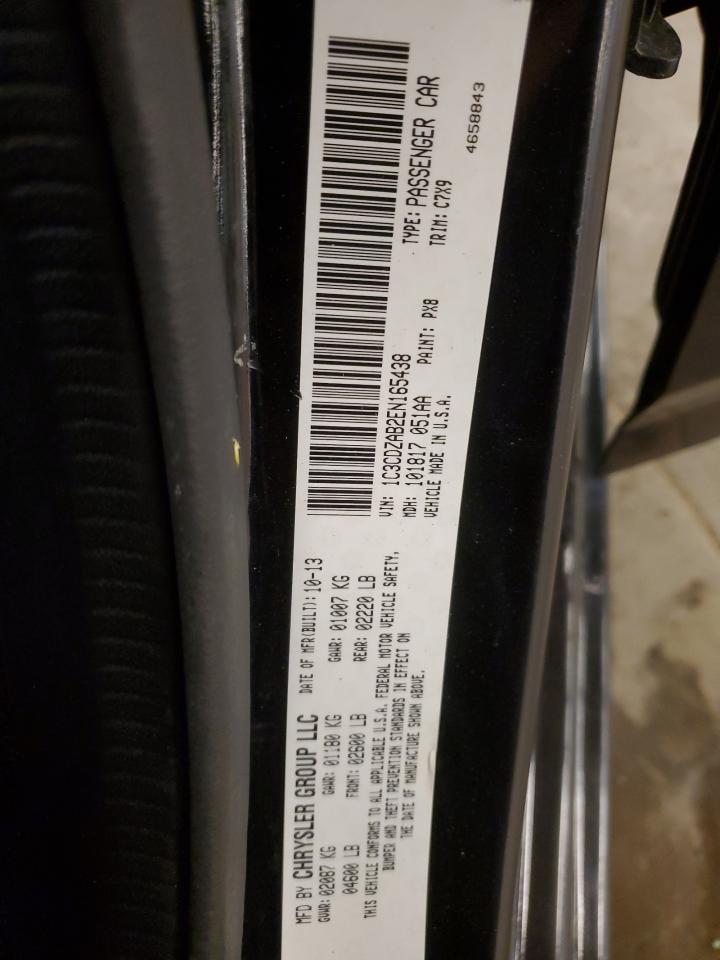 MFD BY CHRYSLER GROUP LLC DATE OF MFR(BUILT): 10-13
GVWR: 02087 KG GAWR: 01180 KG GAWR: 01007 KG
04600 LB FRONT: 02600 LB REAR: 02220 LB
THIS VEHICLE CONFORMS TO ALL APPLICABLE U.S.A. FEDERAL MOTOR VEHICLE SAFETY,
BUMPER AND THEFT PREVENTION STANDARDS IN EFFECT ON
THE DATE OF MANUFACTURE SHOWN ABOVE.
VIN: 1C3CDZAB2EN165438 TYPE: PASSENGER CAR
MDH: 101817 051AA PAINT: PX8 TRIM: C7X9
VEHICLE MADE IN U.S.A.
4658843